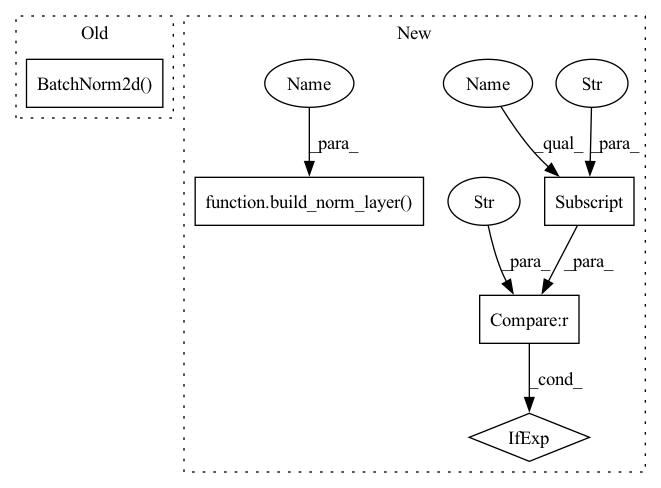 Old
New
BatchNorm2d()
Name
Name
Str
_para_
_qual_
_para_
function.build_norm_layer()
Str
Subscript
_para_
_para_
Compare:r
_cond_
IfExp